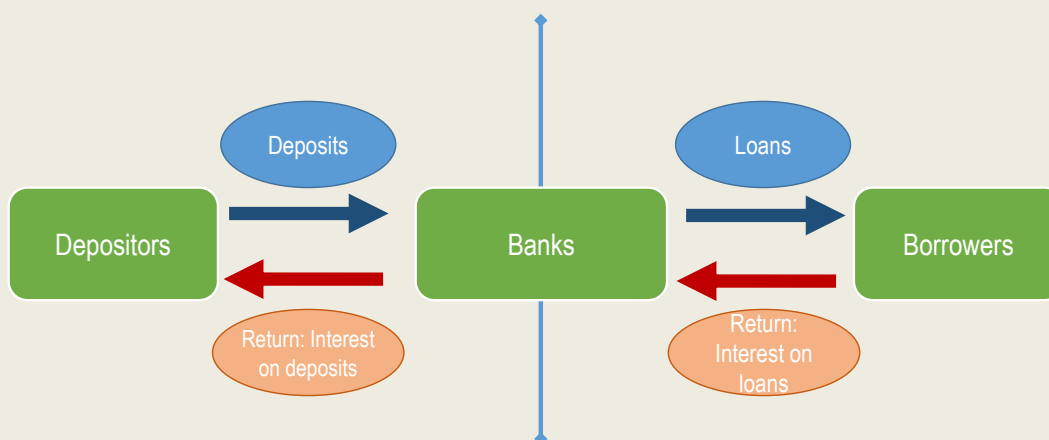 Deposits
Loans
Depositors
Banks
Borrowers
Return: Interest
on deposits
Return:
Interest on
loans